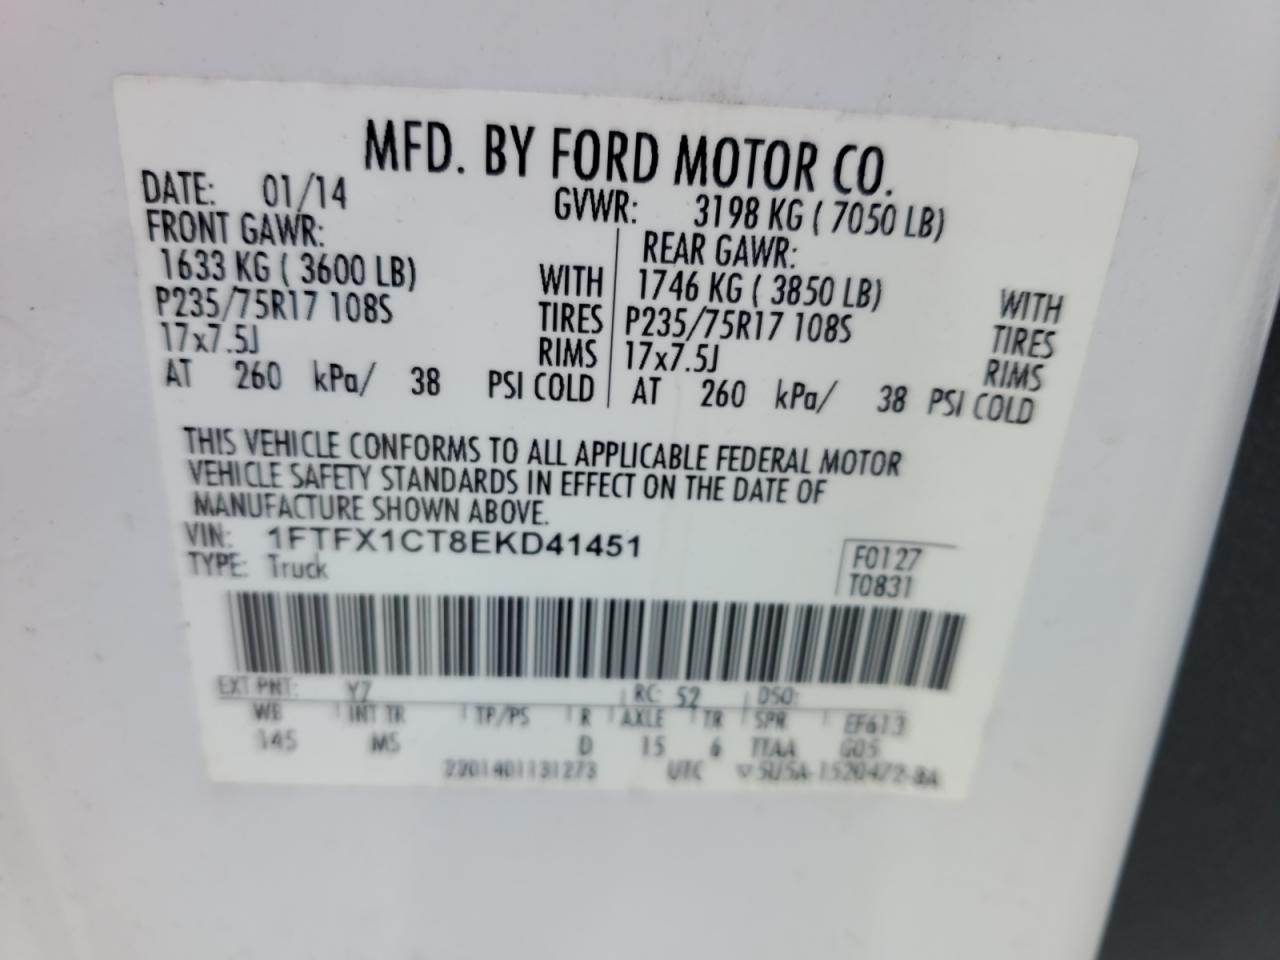 MFD. BY FORD MOTOR CO.
DATE: 01/14 GVWR: 3198 KG ( 7050 LB)
FRONT GAWR: REAR GAWR:
1633 KG ( 3600 LB) WITH 1746 KG ( 3850 LB) WITH
P235/75R17 108S TIRES P235/75R17 108S TIRES
17x7.5J RIMS 17x7.5J RIMS
AT 260 kPa/ 38 PSI COLD AT 260 kPa/ 38 PSI COLD
THIS VEHICLE CONFORMS TO ALL APPLICABLE FEDERAL MOTOR
VEHICLE SAFETY STANDARDS IN EFFECT ON THE DATE OF
MANUFACTURE SHOWN ABOVE.
VIN: 1FTFX1CT8EKD41451
TYPE: Truck
F0127
T0831
EXT PNT: YZ RC: 52 DSO:
WB INT TR TP/PS R AXLE TR SPR EF613
145 MS D 15 6 TTAA G05
2201401131273 UTC ▽5U5A-1520472-BA